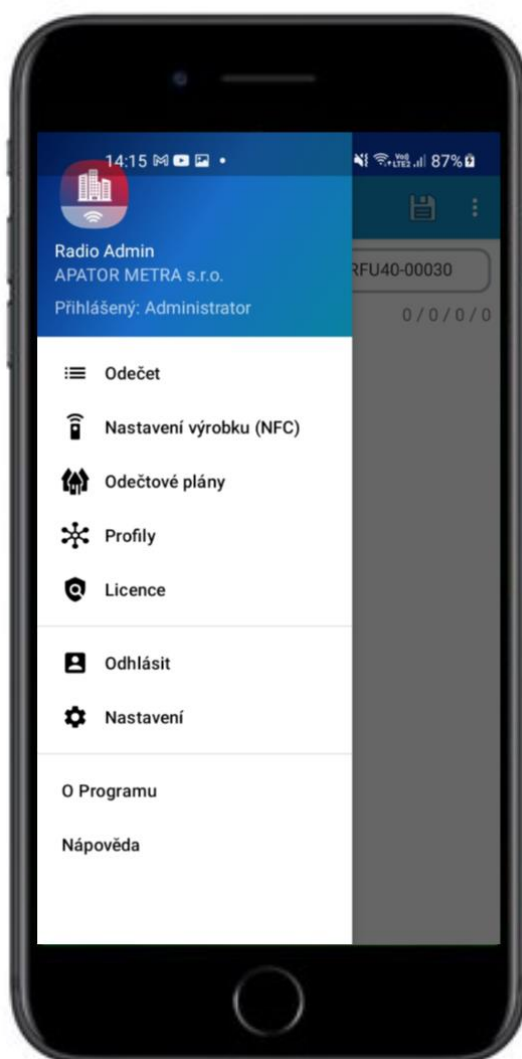 14:15
VoLTE2 87%
RFU40-00030
0 / 0 / 0 / 0
Radio Admin
APATOR METRA s.r.o.
Přihlášený: Administrator
Odečet
Nastavení výrobku (NFC)
Odečtové plány
Profily
Licence
Odhlásit
Nastavení
O Programu
Nápověda